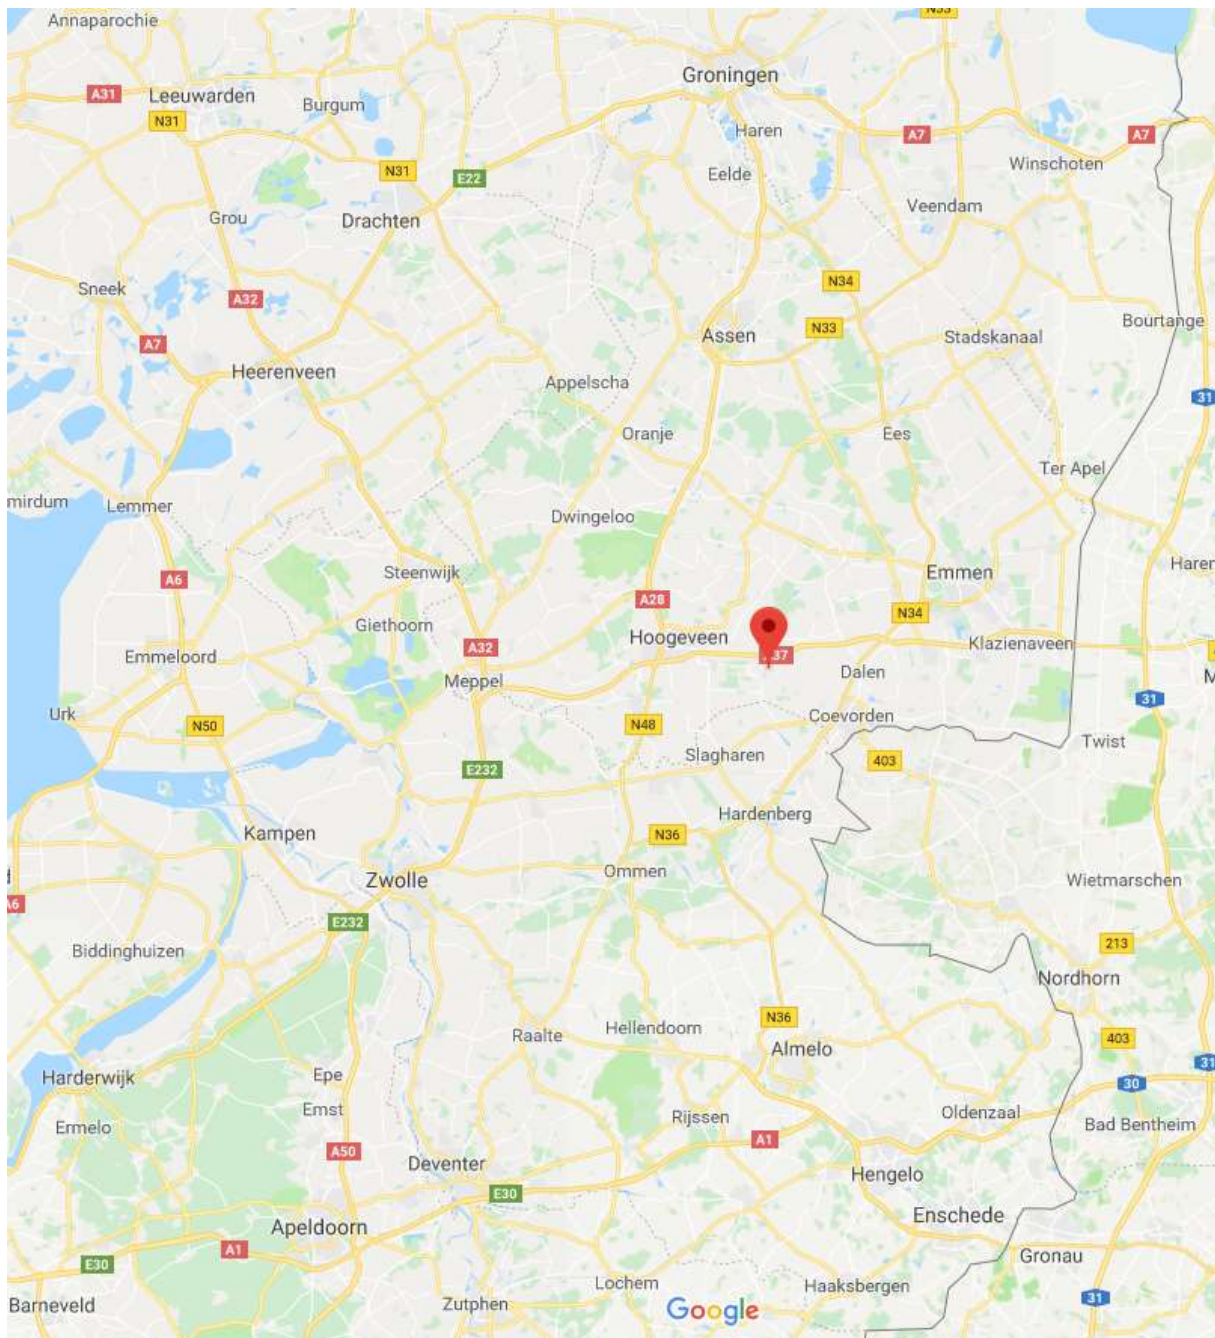 N33
Annaparochie
Groningen
A31
Leeuwarden
Burgum
N31
Haren
A7
A7
Winschoten
N31
E22
Eelde
Grou
Drachten
Veendam
Sneek
A32
N34
Bourtange
N33
A7
Assen
Stadskanaal
Heerenveen
Appelscha
31
Oranje
Ees
Ter Apel
mirdum
Lemmer
Dwingeloo
Haren
A6
Steenwijk
Emmen
A28
N34
Giethoorn
Hoogeveen
Klazienaveen
A32
Emmeloord
37
Dalen
M
Meppel
31
Urk
N50
N48
Coevorden
Twist
Slagharen
403
E232
Hardenberg
Kampen
N36
Ommen
Zwolle
Wietmarschen
A6
E232
Biddinghuizen
213
Nordhorn
N36
Raalte
Hellendoorn
403
Almelo
Harderwijk
Epe
31
30
Emst
Rijssen
Oldenzaal
Ermelo
Bad Bentheim
A1
A50
Deventer
Hengelo
E30
Apeldoorn
Enschede
A1
Gronau
E30
Lochem
Haaksbergen
31
Barneveld
Zutphen
Google